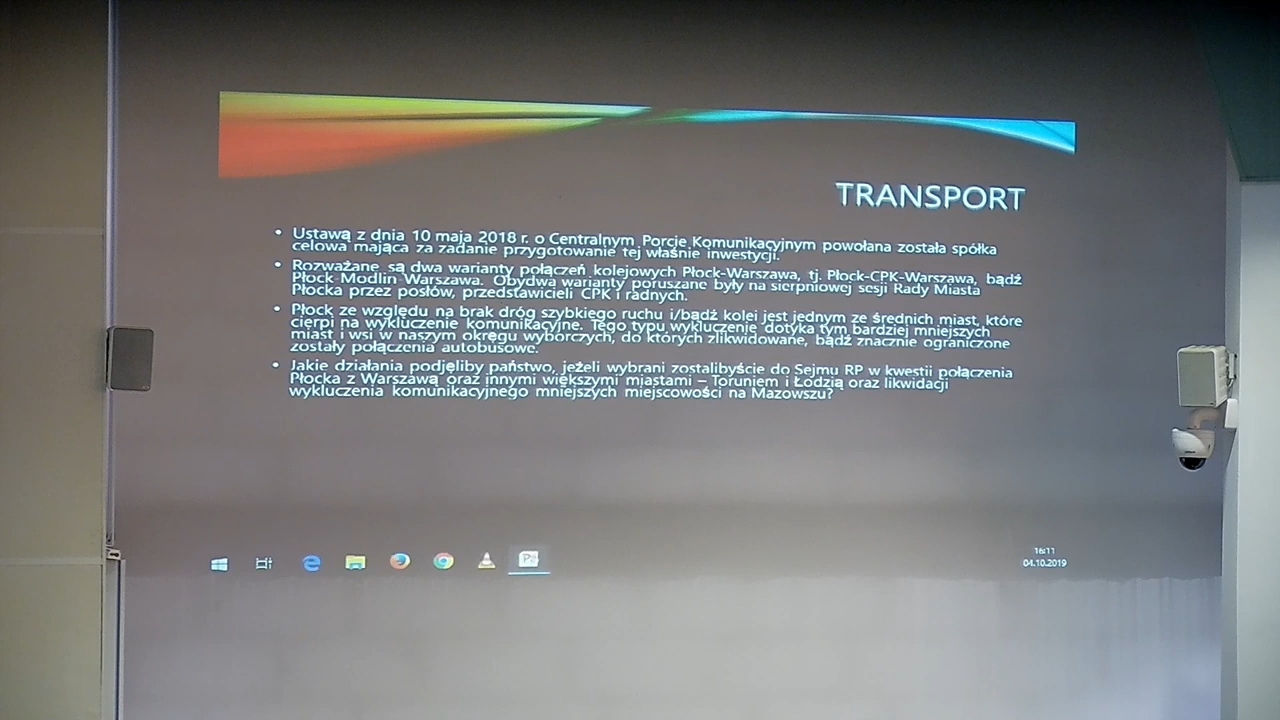 TRANSPORT
• Ustawą z dnia 10 maja 2018 r. o Centralnym Porcie Komunikacyjnym powołana została spółka
celowa mająca za zadanie przygotowanie tej właśnie inwestycji.
• Rozważane są dwa warianty połączeń kolejowych Płock-Warszawa, tj. Płock-CPK-Warszawa, bądź
Płock Modlin Warszawa. Obydwa warianty poruszane były na sierpniowej sesji Rady Miasta
Płocka przez posłów, przedstawicieli CPK i radnych.
• Płock ze względu na brak dróg szybkiego ruchu i/bądź kolei jest jednym ze średnich miast, które
cierpi na wykluczenie komunikacyjne. Tego typu wykluczenie dotyka tym bardziej mniejszych
miast i wsi w naszym okręgu wyborczych, do których zlikwidowane, bądź znacznie ograniczone
zostały połączenia autobusowe.
• Jakie działania podjęliby państwo, jeżeli wybrani zostalibyście do Sejmu RP w kwestii połączenia
Płocka z Warszawą oraz innymi większymi miastami – Toruniem i Łodzią oraz likwidacji
wykluczenia komunikacyjnego mniejszych miejscowości na Mazowszu?
16:11
04.10.2019